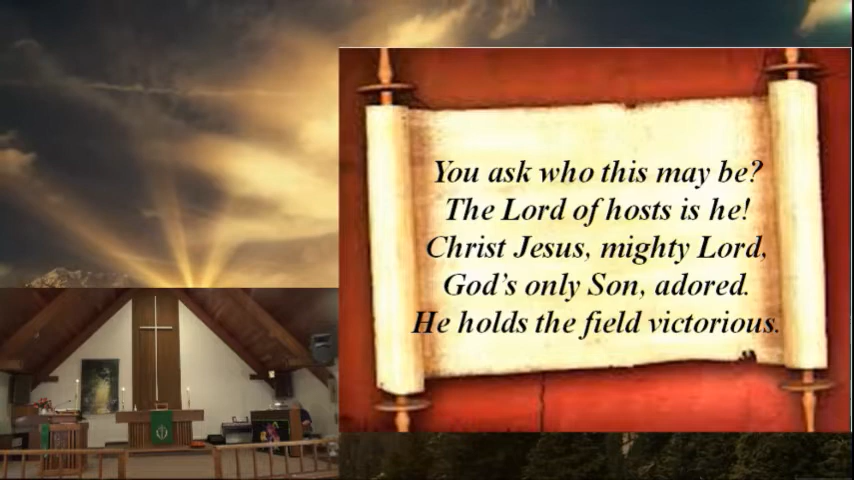 You ask who this may be?
The Lord of hosts is he!
Christ Jesus, mighty Lord,
God's only Son, adored.
He holds the field victorious.